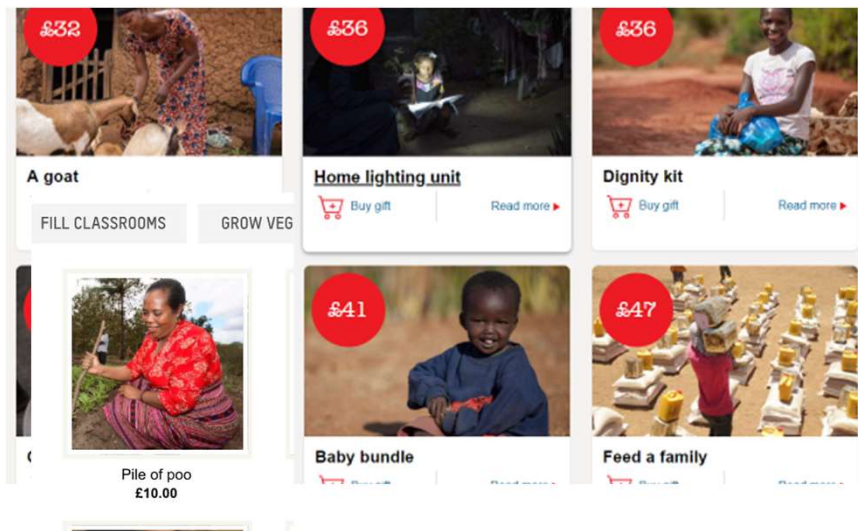 £32
£36
£36
A goat
Home lighting unit
Dignity kit
Buy gift
Read more
Buy gift
Read more
FILL CLASSROOMS
GROW VEG
£41
£47
Pile of poo
£10.00
Baby bundle
Feed a family